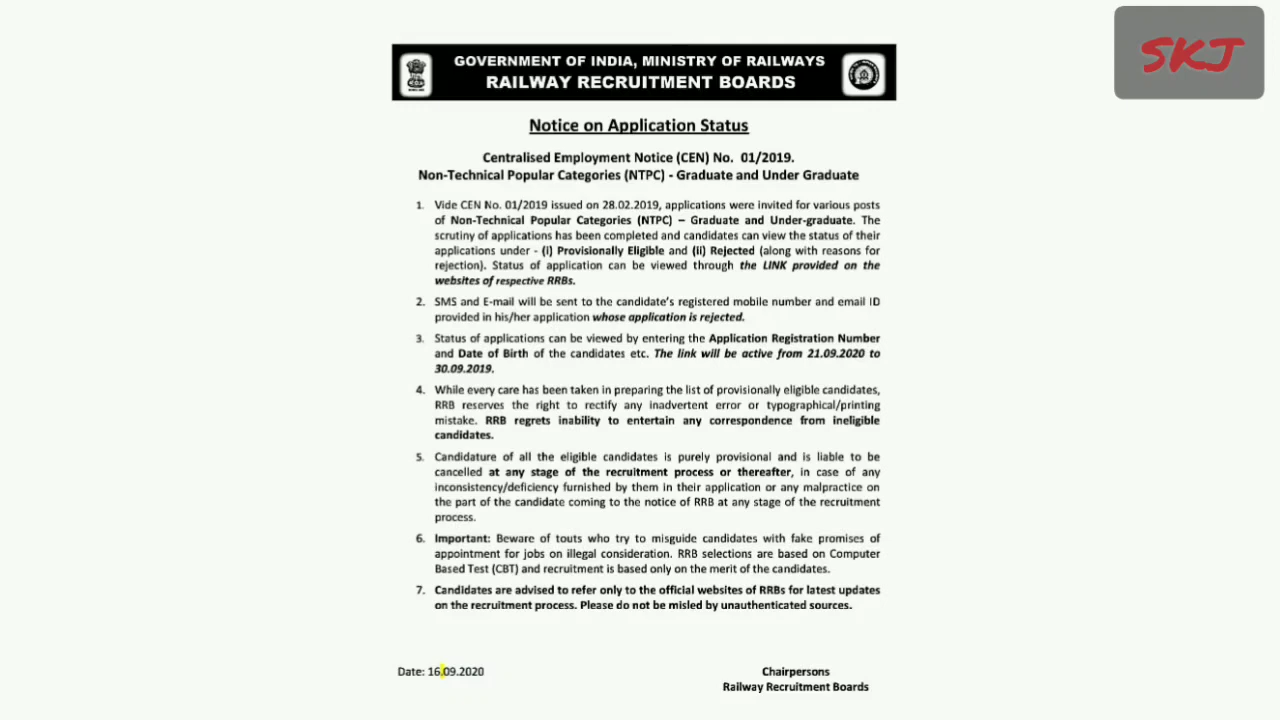 SKJ
GOVERNMENT OF INDIA, MINISTRY OF RAILWAYS
RAILWAY RECRUITMENT BOARDS
Notice on Application Status
Centralised Employment Notice (CEN) No. 01/2019.
Non-Technical Popular Categories (NTPC) - Graduate and Under Graduate
1. Vide CEN No. 01/2019 issued on 28.02.2019, applications were invited for various posts
of Non-Technical Popular Categories (NTPC) – Graduate and Under-graduate. The
scrutiny of applications has been completed and candidates can view the status of their
applications under - (i) Provisionally Eligible and (ii) Rejected (along with reasons for
rejection). Status of application can be viewed through the LINK provided on the
websites of respective RRBs.
2. SMS and E-mail will be sent to the candidate's registered mobile number and email ID
provided in his/her application whose application is rejected.
3. Status of applications can be viewed by entering the Application Registration Number
and Date of Birth of the candidates etc. The link will be active from 21.09.2020 to
30.09.2019.
4. While every care has been taken in preparing the list of provisionally eligible candidates,
RRB reserves the right to rectify any inadvertent error or typographical/printing
mistake. RRB regrets inability to entertain any correspondence from ineligible
candidates.
5. Candidature of all the eligible candidates is purely provisional and is liable to be
cancelled at any stage of the recruitment process or thereafter, in case of any
inconsistency/deficiency furnished by them in their application or any malpractice on
the part of the candidate coming to the notice of RRB at any stage of the recruitment
process.
6. Important: Beware of touts who try to misguide candidates with fake promises of
appointment for jobs on illegal consideration. RRB selections are based on Computer
Based Test (CBT) and recruitment is based only on the merit of the candidates.
7. Candidates are advised to refer only to the official websites of RRBs for latest updates
on the recruitment process. Please do not be misled by unauthenticated sources.
Date: 16.09.2020
Chairpersons
Railway Recruitment Boards